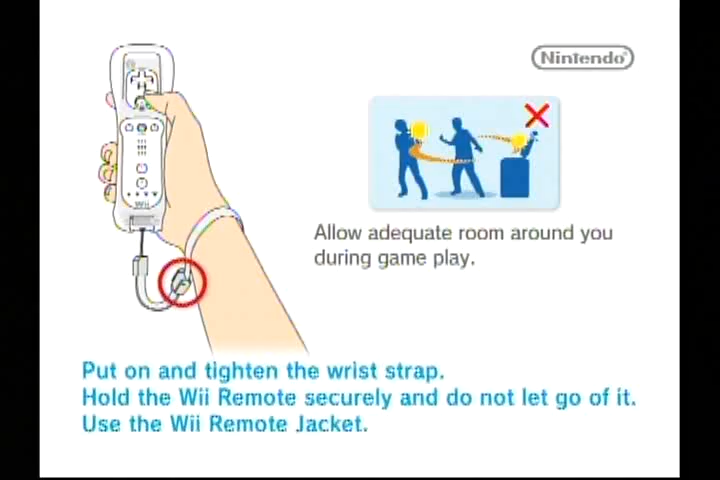 Nintendo
Wii
Allow adequate room around you
during game play.
Put on and tighten the wrist strap.
Hold the Wii Remote securely and do not let go of it.
Use the Wii Remote Jacket.